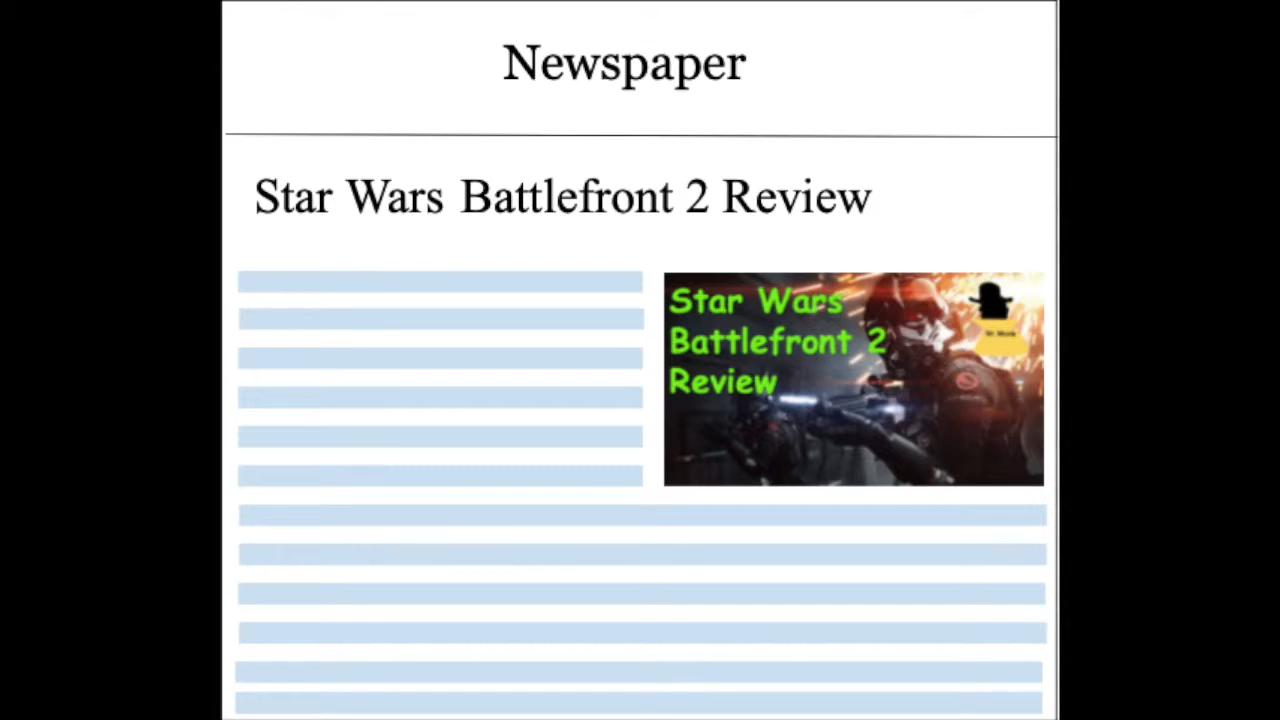 Newspaper
Star Wars Battlefront 2 Review
Star Wars
Battlefront 2
Review